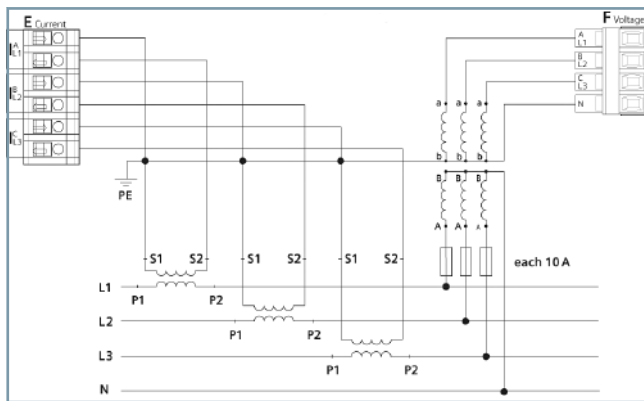 E Current
F Voltage
A
L1
B
L2
C
L3
A
L1
B
L2
C
L3
N
a a a
b b b
PE
B B B
A A A
S1 S2 S1 S2 S1 S2
each 10 A
L1
P1 P2
L2
P1 P2
L3
P1 P2
N